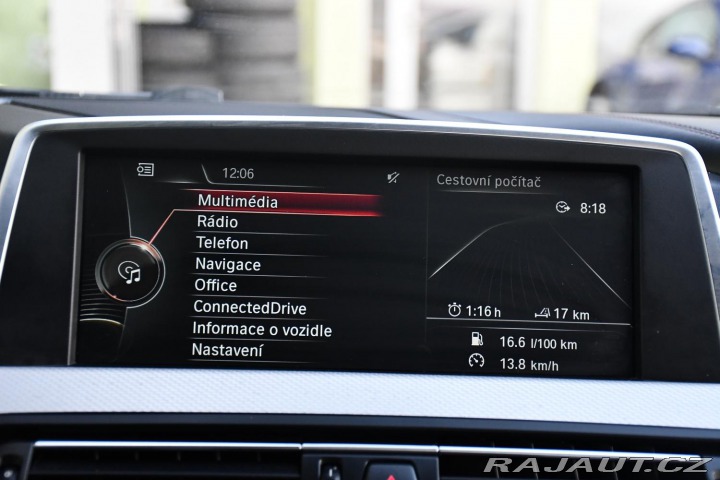 12:06
Multimédia
Rádio
Telefon
Navigace
Office
ConnectedDrive
Informace o vozidle
Nastavení
Cestovní počítač
8:18
1:16 h 17 km
16.6 l/100 km
13.8 km/h
RAJAUT.CZ